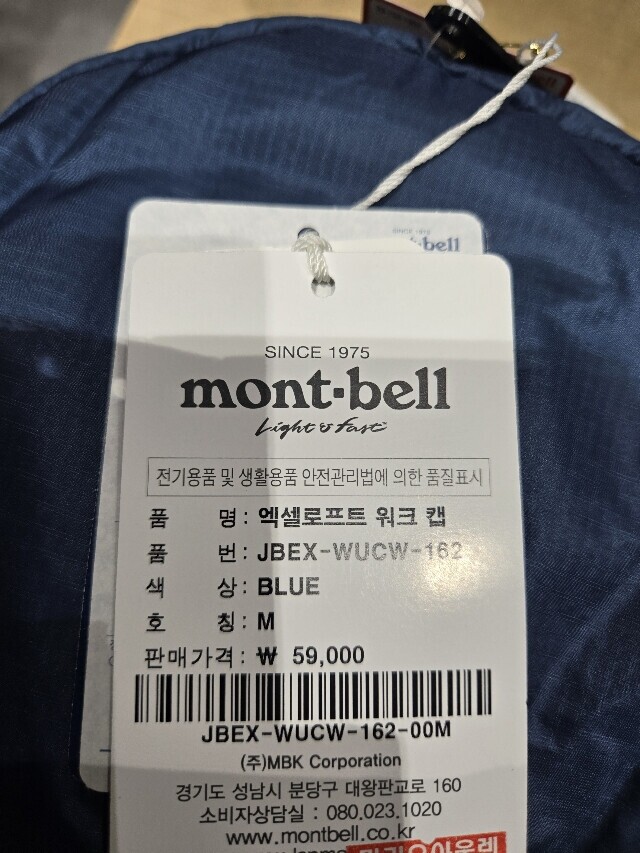 SINCE 1975
mont-bell
Light & Fast
전기용품 및 생활용품 안전관리법에 의한 품질표시
품 명 : 엑셀로프트 워크 캡
품 번 : JBEX-WUCW-162
색 상 : BLUE
호 칭 : M
판매가격 : ₩ 59,000
JBEX-WUCW-162-00M
(주)MBK Corporation
경기도 성남시 분당구 대왕판교로 160
소비자상담실 : 080.023.1020
www.montbell.co.kr